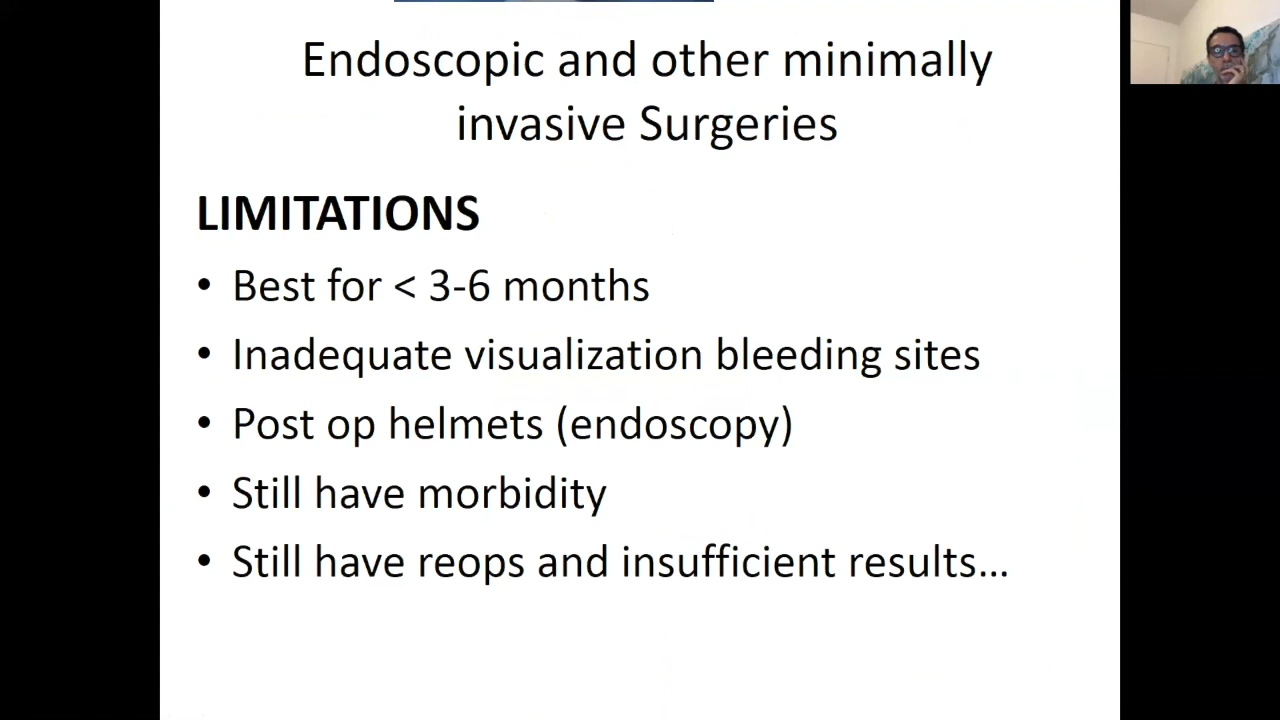 Endoscopic and other minimally
invasive Surgeries
LIMITATIONS
• Best for < 3-6 months
• Inadequate visualization bleeding sites
• Post op helmets (endoscopy)
• Still have morbidity
• Still have reops and insufficient results…